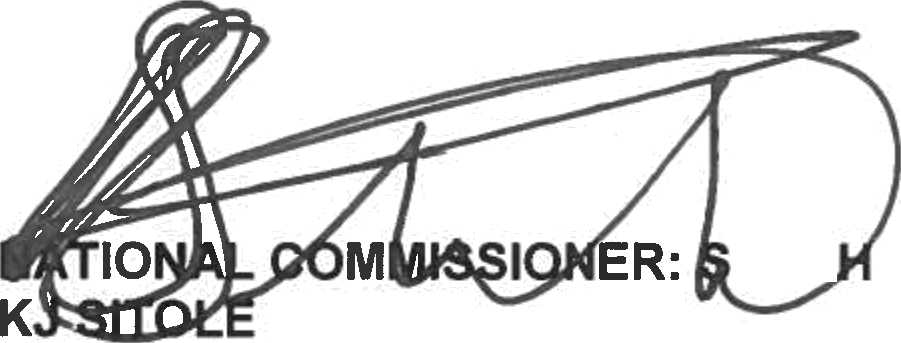 NATIONAL COMMISSIONER: S H
KJ SITOLE